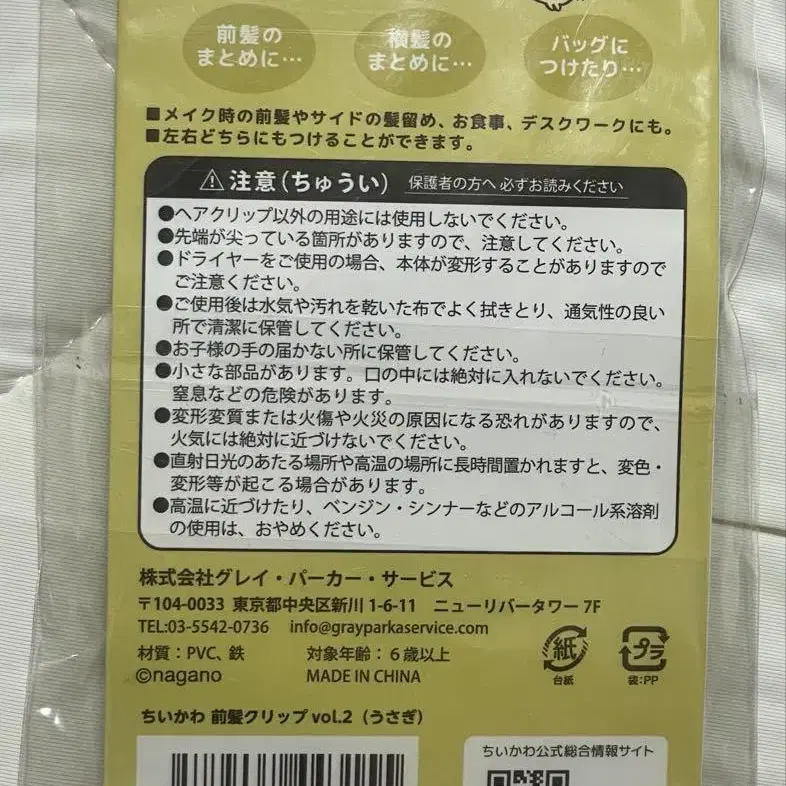 前髪の
まとめに…
横髪の
まとめに…
バッグに
つけたり…
■メイク時の前髪やサイドの髪留め、お食事、デスクワークにも。
■左右どちらにもつけることができます。
⚠注意(ちゅうい) 保護者の方へ 必ずお読みください
●ヘアクリップ以外の用途には使用しないでください。
●先端が尖っている箇所がありますので、注意してください。
●ドライヤーをご使用の場合、本体が変形することがありますので
ご注意ください。
●ご使用後は水気や汚れを乾いた布でよく拭きとり、通気性の良い
所で清潔に保管してください。
●お子様の手の届かない所に保管してください。
●小さな部品があります。口の中には絶対に入れないでください。
窒息などの危険があります。
●変形変質または火傷や火災の原因になる恐れがありますので、
火気には絶対に近づけないでください。
●直射日光のあたる場所や高温の場所に長時間置かれますと、変色・
変形等が起こる場合があります。
●高温に近づけたり、ベンジン・シンナーなどのアルコール系溶剤
の使用は、おやめください。
株式会社グレイ・パーカー・サービス
〒104-0033 東京都中央区新川 1-6-11 ニューリバータワー 7F
TEL:03-5542-0736 info@grayparkaservice.com
材質：PVC、鉄 対象年齢：６歳以上
©nagano MADE IN CHINA
紙
台紙
プラ
袋:PP
ちいかわ 前髪クリップ vol.2（うさぎ）
ちいかわ公式総合情報サイト